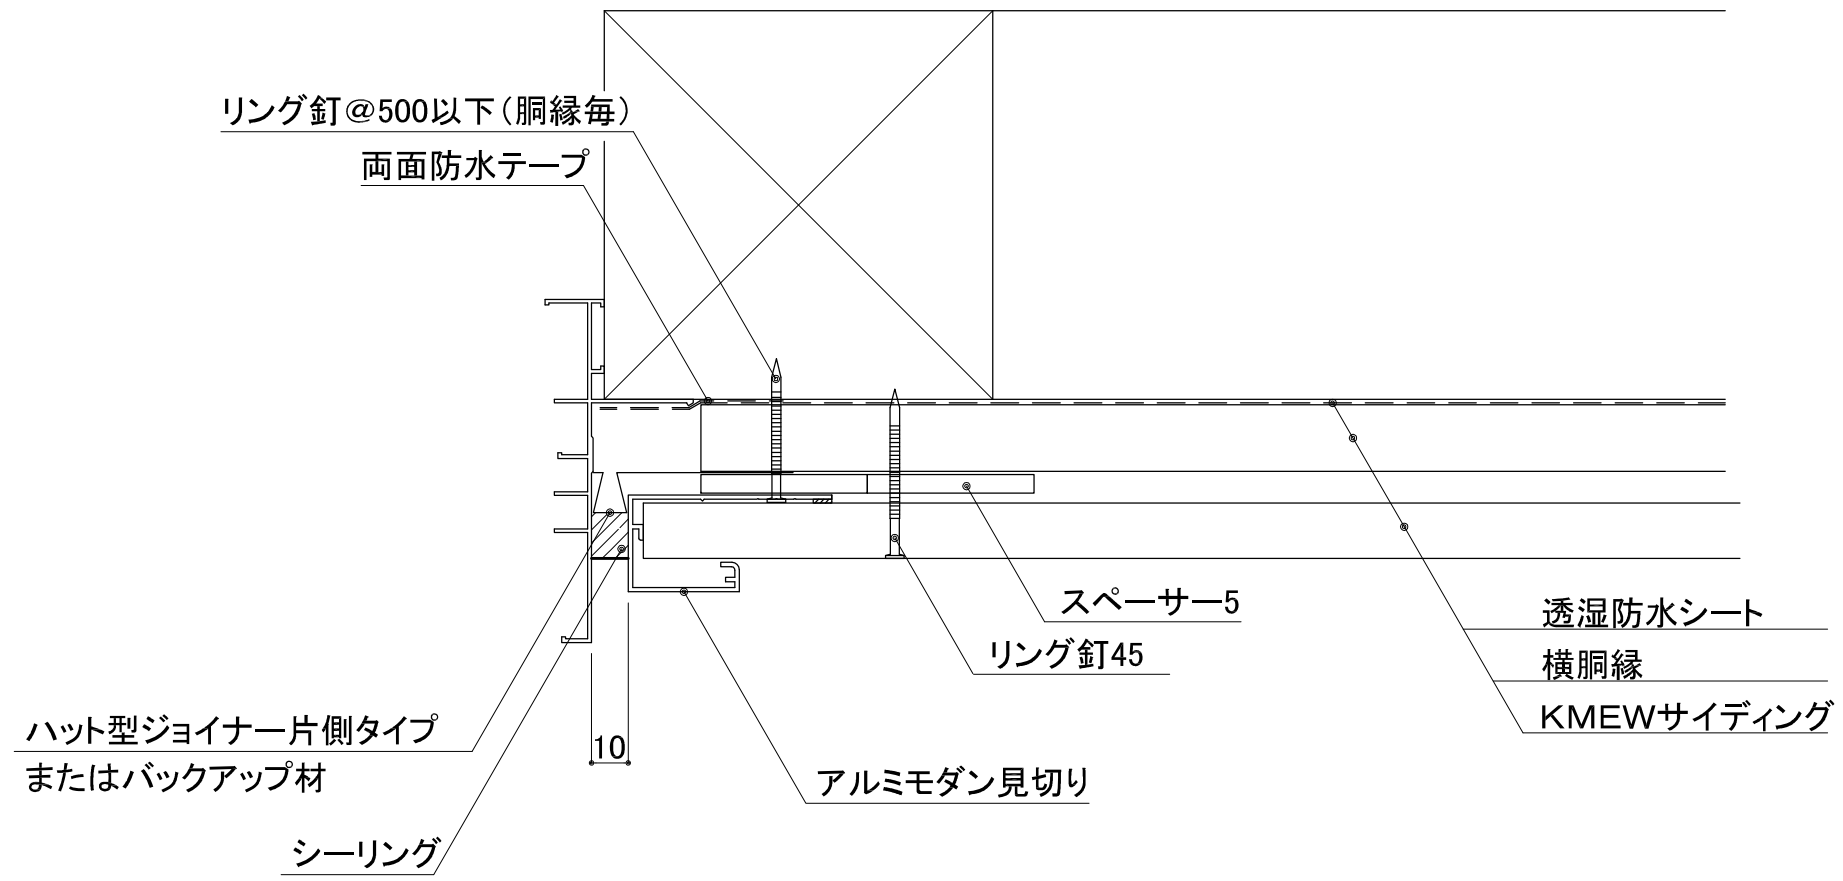 リング釘＠500以下（胴縁毎）
両面防水テープ
スペーサー5
リング釘45
透湿防水シート
横胴縁
KMEWサイディング
ハット型ジョイナー片側タイプ
またはバックアップ材
10
アルミモダン見切り
シーリング